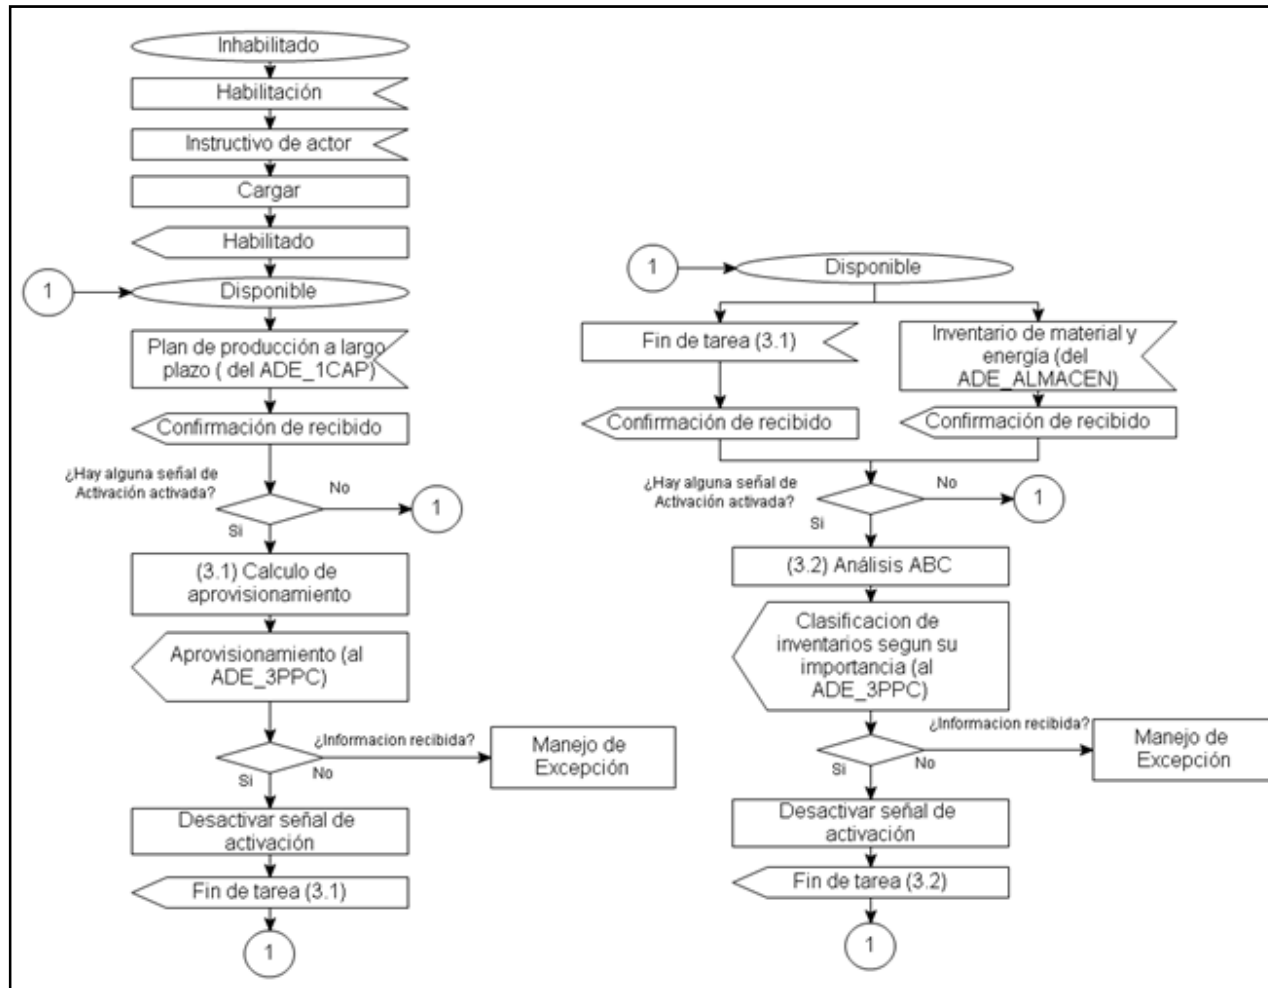 Inhabilitado
Habilitación
Instructivo de actor
Cargar
Habilitado
1
Disponible
Plan de producción a largo
plazo ( del ADE_1CAP)
Confirmación de recibido
¿Hay alguna señal de
Activación activada?
No
1
Si
(3.1) Calculo de
aprovisionamiento
Aprovisionamiento (al
ADE_3PPC)
¿Informacion recibida?
Manejo de
Excepción
Si
No
Desactivar señal de
activación
Fin de tarea (3.1)
1
1
Disponible
Fin de tarea (3.1)
Inventario de material y
energía (del
ADE_ALMACEN)
Confirmación de recibido
Confirmación de recibido
¿Hay alguna señal de
Activación activada?
No
1
Si
(3.2) Análisis ABC
Clasificacion de
inventarios segun su
importancia (al
ADE_3PPC)
¿Informacion recibida?
Manejo de
Excepción
Si
No
Desactivar señal de
activación
Fin de tarea (3.2)
1